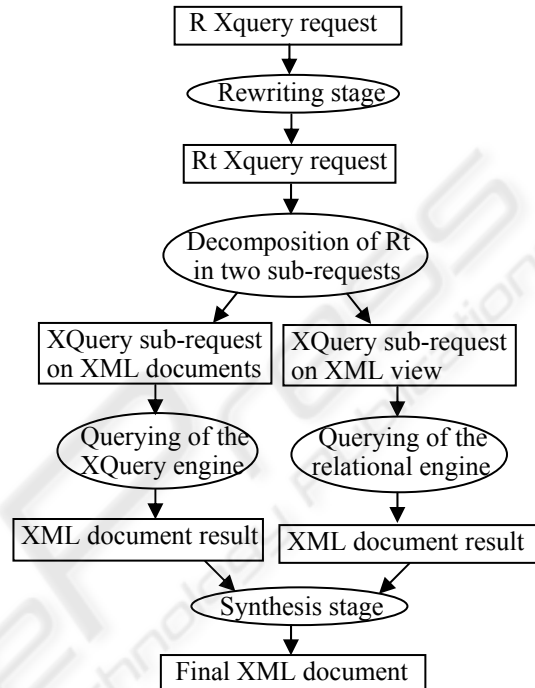 R Xquery request
Rewriting stage
Rt Xquery request
Decomposition of Rt
in two sub-requests
XQuery sub-request
on XML documents
XQuery sub-request
on XML view
Querying of the
XQuery engine
Querying of the
relational engine
XML document result
XML document result
Synthesis stage
Final XML document